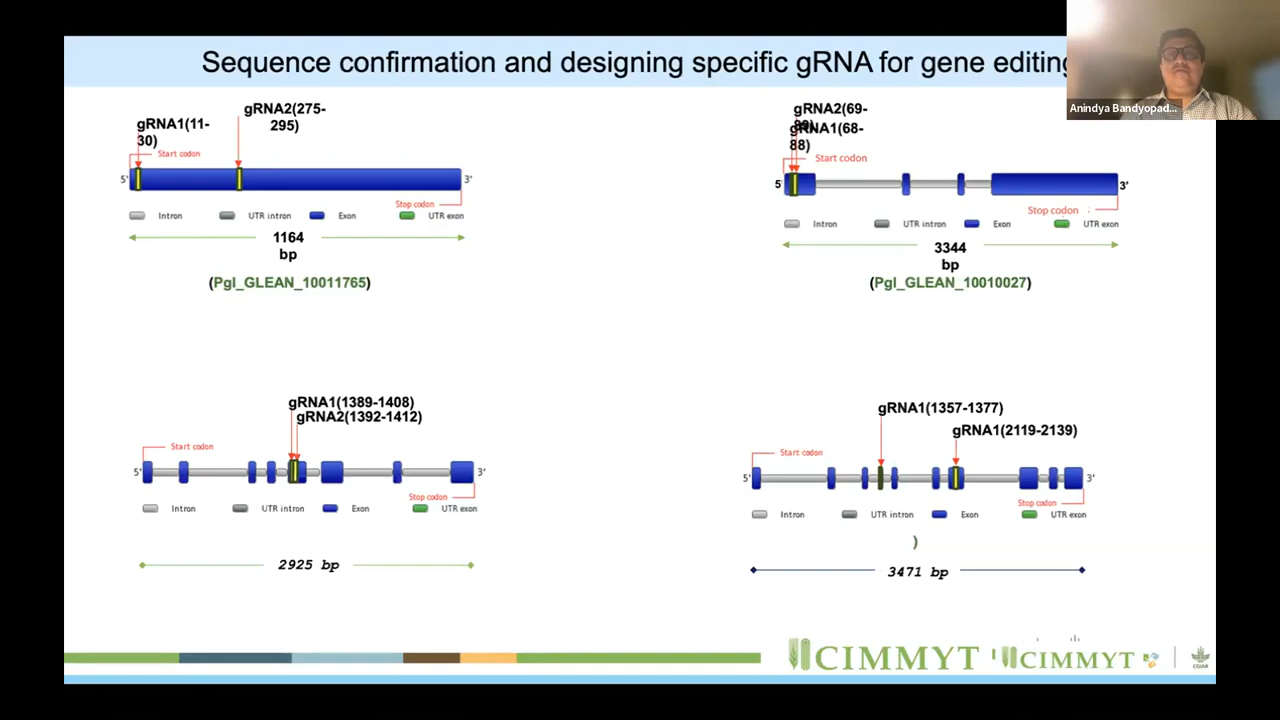 Sequence confirmation and designing specific gRNA for gene editing
Anindya Bandyopad...
gRNA1(11-
30)
gRNA2(275-
295)
Start codon
5'
3'
Stop codon
Intron
UTR intron
Exon
UTR exon
1164
bp
(Pgl_GLEAN_10011765)
gRNA2(69-
89)
gRNA1(68-
88)
Start codon
5'
3'
Stop codon :
Intron
UTR intron
Exon
UTR exon
3344
bp
(Pgl_GLEAN_10010027)
gRNA1(1389-1408)
gRNA2(1392-1412)
Start codon
5'
3'
Stop codon
Intron
UTR intron
Exon
UTR exon
2925 bp
gRNA1(1357-1377)
gRNA1(2119-2139)
Start codon
5'
3'
Stop codon
Intron
UTR intron
Exon
UTR exon
)
3471 bp
CIMMYT
CIMMYT
CGIAR